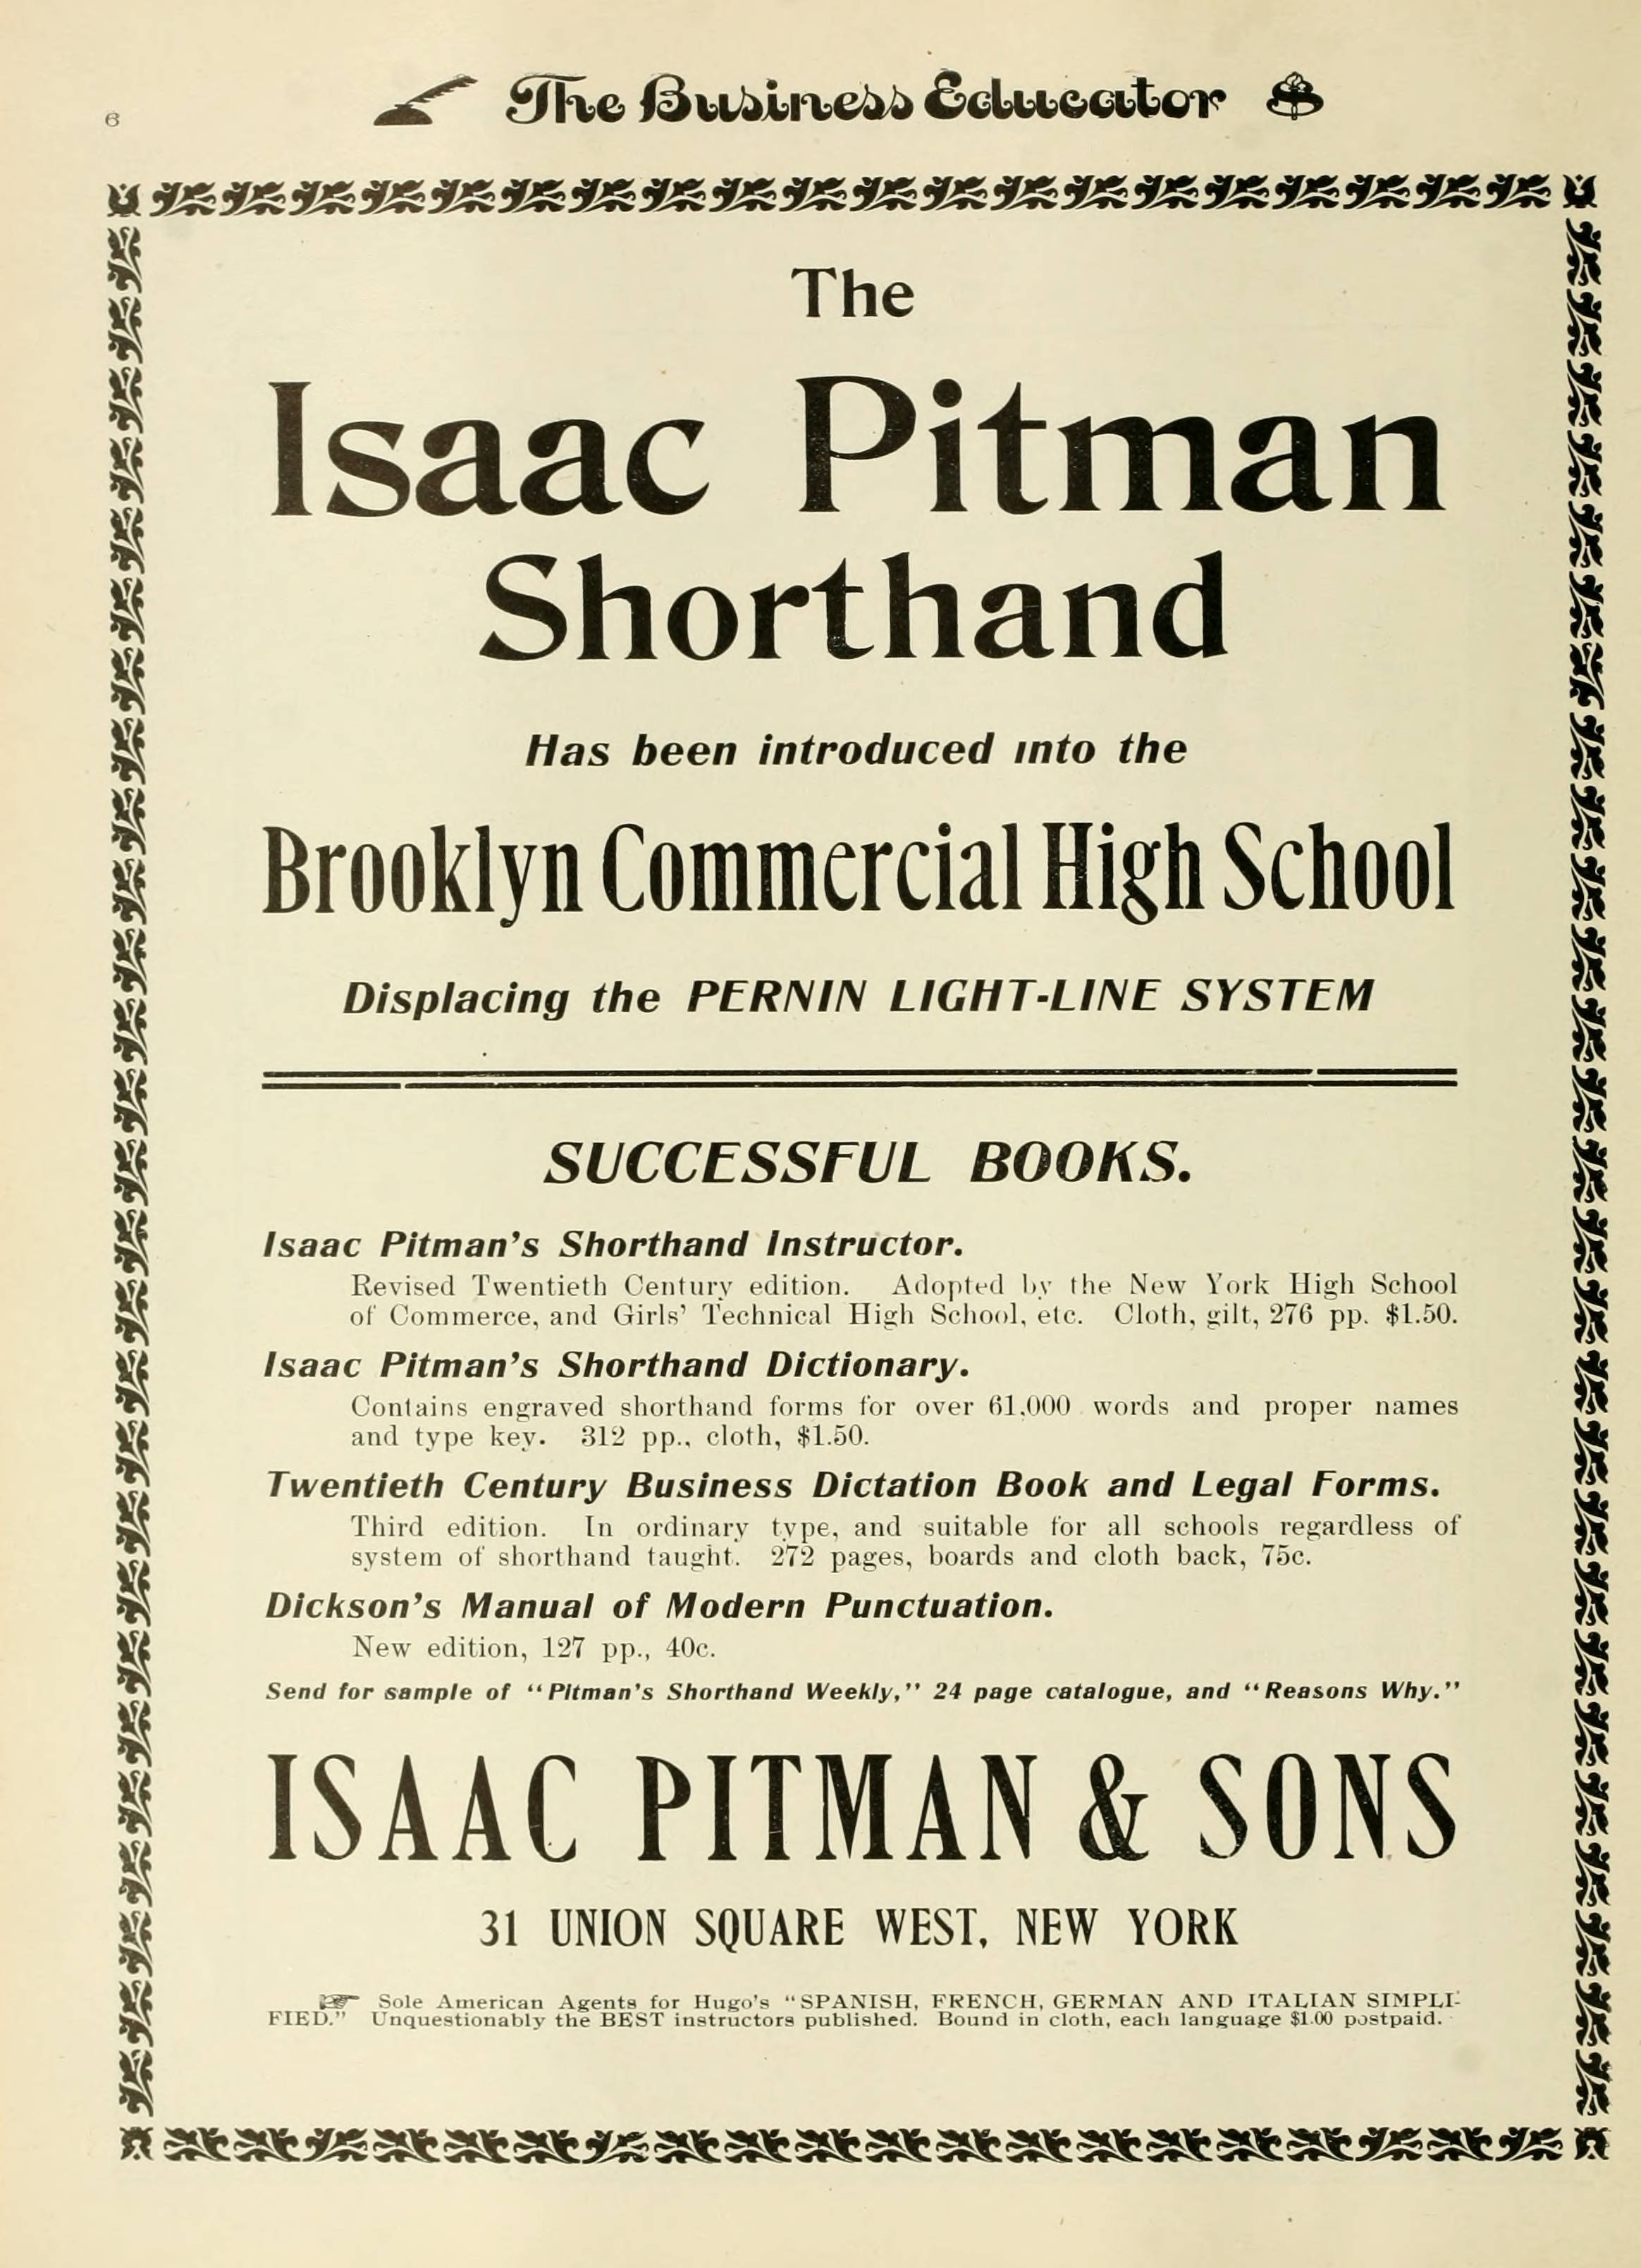 6
The Business Educator
The
Isaac Pitman
Shorthand
Has been introduced into the
Brooklyn Commercial High School
Displacing the PERNIN LIGHT-LINE SYSTEM
SUCCESSFUL BOOKS.
Isaac Pitman's Shorthand Instructor.
Revised Twentieth Century edition. Adopted by the New York High School
of Commerce, and Girls' Technical High School, etc. Cloth, gilt, 276 pp. $1.50.
Isaac Pitman's Shorthand Dictionary.
Contains engraved shorthand forms for over 61,000 words and proper names
and type key. 312 pp., cloth, $1.50.
Twentieth Century Business Dictation Book and Legal Forms.
Third edition. In ordinary type, and suitable for all schools regardless of
system of shorthand taught. 272 pages, boards and cloth back, 75c.
Dickson's Manual of Modern Punctuation.
New edition, 127 pp., 40c.
Send for sample of "Pitman's Shorthand Weekly," 24 page catalogue, and "Reasons Why."
ISAAC PITMAN & SONS
31 UNION SQUARE WEST, NEW YORK
☞ Sole American Agents for Hugo's "SPANISH, FRENCH, GERMAN AND ITALIAN SIMPLI-
FIED." Unquestionably the BEST instructors published. Bound in cloth, each language $1.00 postpaid.